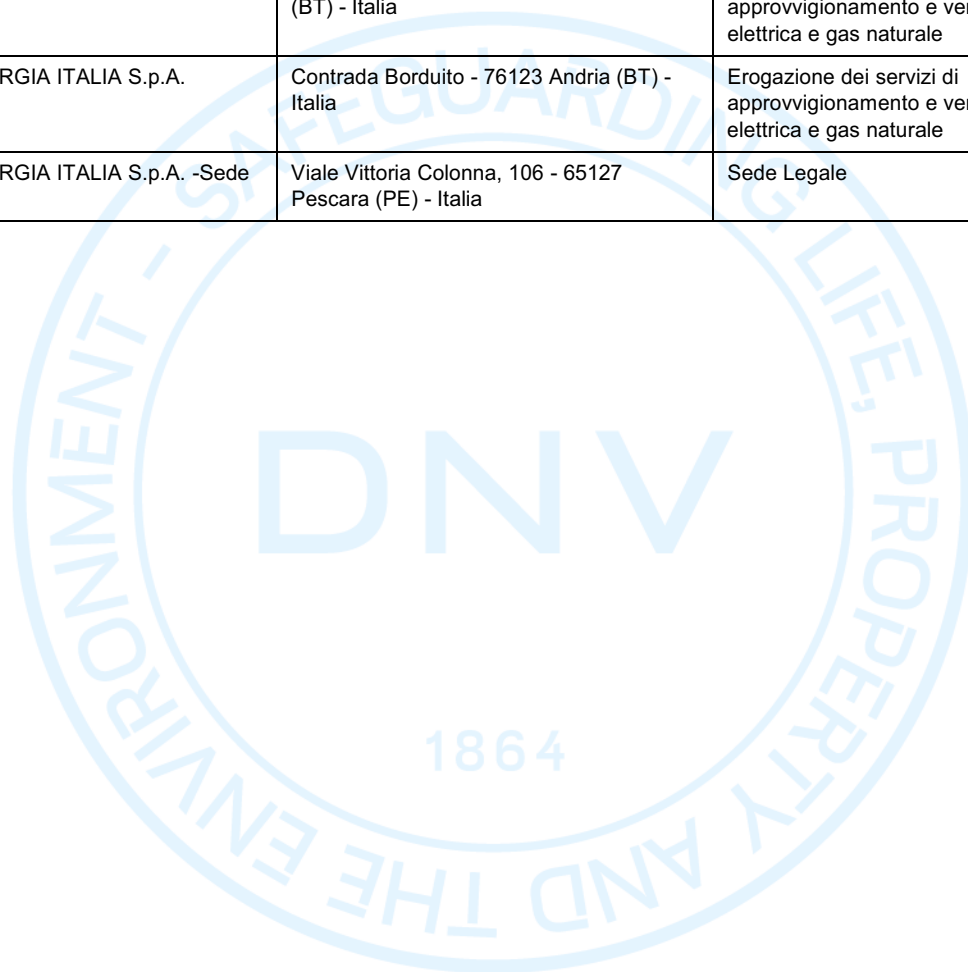 (BT) - Italia
approvvigionamento e
elettrica e gas naturale
RGIA ITALIA S.p.A.
Contrada Borduito - 76123 Andria (BT) -
Italia
Erogazione dei servizi di
approvvigionamento e
elettrica e gas naturale
RGIA ITALIA S.p.A. -Sede
Viale Vittoria Colonna, 106 - 65127
Pescara (PE) - Italia
Sede Legale
SAFEGUARDING LIFE, PROPERTY AND THE ENVIRONMENT -
DNV
1864